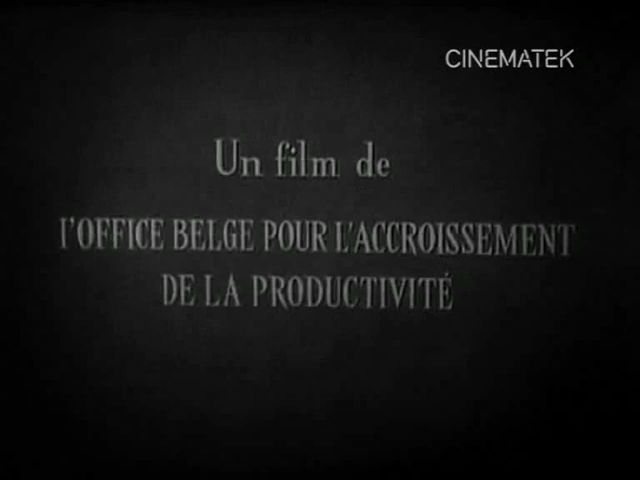 CINEMATEK
Un film de
l'OFFICE BELGE POUR L'ACCROISSEMENT
DE LA PRODUCTIVITÉ